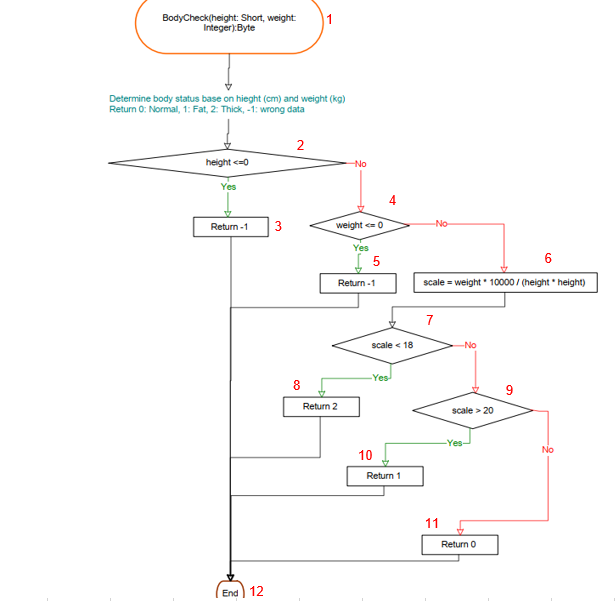 BodyCheck(height: Short, weight:
Integer):Byte
1
Determine body status base on hieght (cm) and weight (kg)
Return 0: Normal, 1: Fat, 2: Thick, -1: wrong data
2
height <=0
No
Yes
4
Return -1
3
weight <= 0
No
Yes
5
6
Return -1
scale = weight * 10000 / (height * height)
7
scale < 18
No
Yes
8
9
Return 2
scale > 20
Yes
No
10
Return 1
11
Return 0
End
12